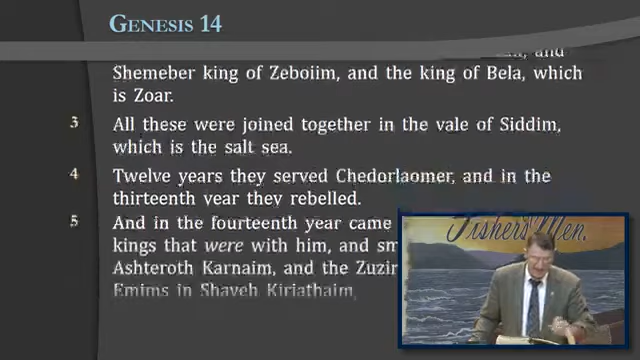 GENESIS 14
and
Shemeber king of Zeboiim, and the king of Bela, which
is Zoar.
3 All these were joined together in the vale of Siddim,
which is the salt sea.
4 Twelve years they served Chedorlaomer, and in the
thirteenth year they rebelled.
5 And in the fourteenth year came
kings that were with him, and
Ashteroth Karnaim, and the
Emims in Shaveh Kiriathaim,
Fishers Men.